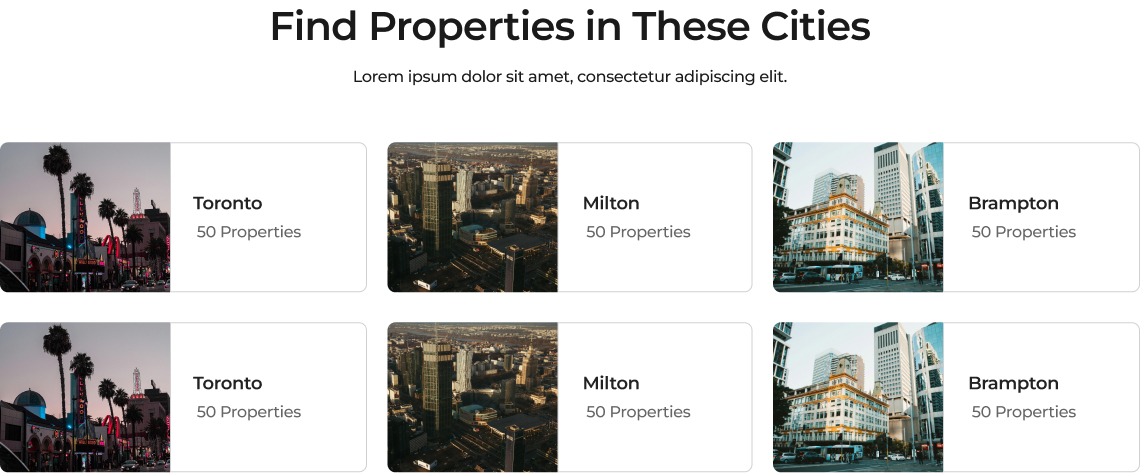 Find Properties in These Cities
Lorem ipsum dolor sit amet, consectetur adipiscing elit.
Toronto
50 Properties
Milton
50 Properties
Brampton
50 Properties
Toronto
50 Properties
Milton
50 Properties
Brampton
50 Properties